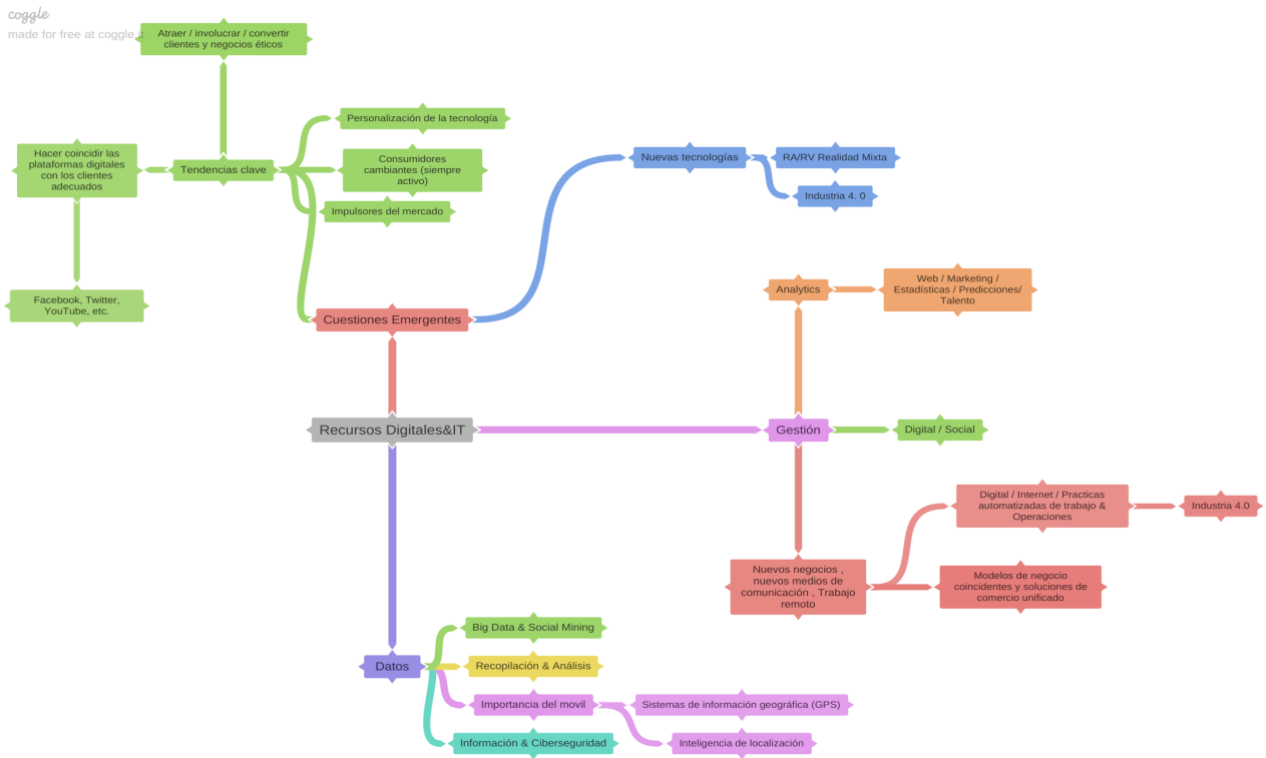 coggle
made for free at coggle.it
Atraer / involucrar / convertir
clientes y negocios éticos
Personalización de la tecnología
Hacer coincidir las
plataformas digitales
con los clientes
adecuados
Tendencias clave
Consumidores
cambiantes (siempre
activo)
Impulsores del mercado
Facebook, Twitter,
YouTube, etc.
Cuestiones Emergentes
Nuevas tecnologías
RA/RV Realidad Mixta
Industria 4. 0
Analytics
Web / Marketing /
Estadísticas / Predicciones/
Talento
Recursos Digitales&IT
Gestión
Digital / Social
Digital / Internet / Practicas
automatizadas de trabajo &
Operaciones
Industria 4.0
Nuevos negocios ,
nuevos medios de
comunicación , Trabajo
remoto
Modelos de negocio
coincidentes y soluciones de
comercio unificado
Datos
Big Data & Social Mining
Recopilación & Análisis
Importancia del movil
Sistemas de información geográfica (GPS)
Inteligencia de localización
Información & Ciberseguridad